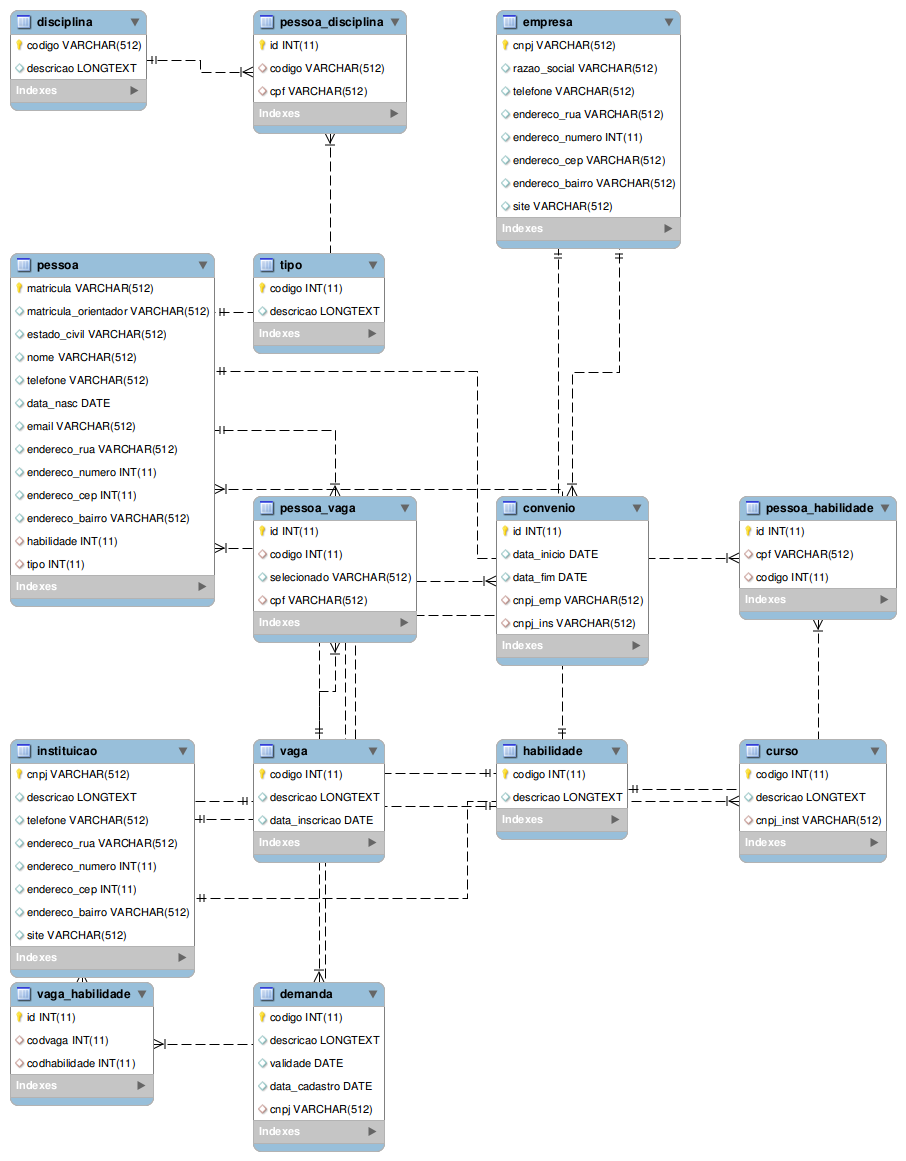 disciplina
codigo VARCHAR(512)
descricao LONGTEXT
Indexes
pessoa_disciplina
id INT(11)
codigo VARCHAR(512)
cpf VARCHAR(512)
Indexes
empresa
cnpj VARCHAR(512)
razao_social VARCHAR(512)
telefone VARCHAR(512)
endereco_rua VARCHAR(512)
endereco_numero INT(11)
endereco_cep VARCHAR(512)
endereco_bairro VARCHAR(512)
site VARCHAR(512)
Indexes
pessoa
matricula VARCHAR(512)
matricula_orientador VARCHAR(512)
estado_civil VARCHAR(512)
nome VARCHAR(512)
telefone VARCHAR(512)
data_nasc DATE
email VARCHAR(512)
endereco_rua VARCHAR(512)
endereco_numero INT(11)
endereco_cep INT(11)
endereco_bairro VARCHAR(512)
habilidade INT(11)
tipo INT(11)
Indexes
tipo
codigo INT(11)
descricao LONGTEXT
Indexes
pessoa_vaga
id INT(11)
codigo INT(11)
selecionado VARCHAR(512)
cpf VARCHAR(512)
Indexes
convenio
id INT(11)
data_inicio DATE
data_fim DATE
cnpj_emp VARCHAR(512)
cnpj_ins VARCHAR(512)
Indexes
pessoa_habilidade
id INT(11)
cpf VARCHAR(512)
codigo INT(11)
Indexes
instituicao
cnpj VARCHAR(512)
descricao LONGTEXT
telefone VARCHAR(512)
endereco_rua VARCHAR(512)
endereco_numero INT(11)
endereco_cep INT(11)
endereco_bairro VARCHAR(512)
site VARCHAR(512)
Indexes
vaga
codigo INT(11)
descricao LONGTEXT
data_inscricao DATE
Indexes
habilidade
codigo INT(11)
descricao LONGTEXT
Indexes
curso
codigo INT(11)
descricao LONGTEXT
cnpj_inst VARCHAR(512)
Indexes
vaga_habilidade
id INT(11)
codvaga INT(11)
codhabilidade INT(11)
Indexes
demanda
codigo INT(11)
descricao LONGTEXT
validade DATE
data_cadastro DATE
cnpj VARCHAR(512)
Indexes